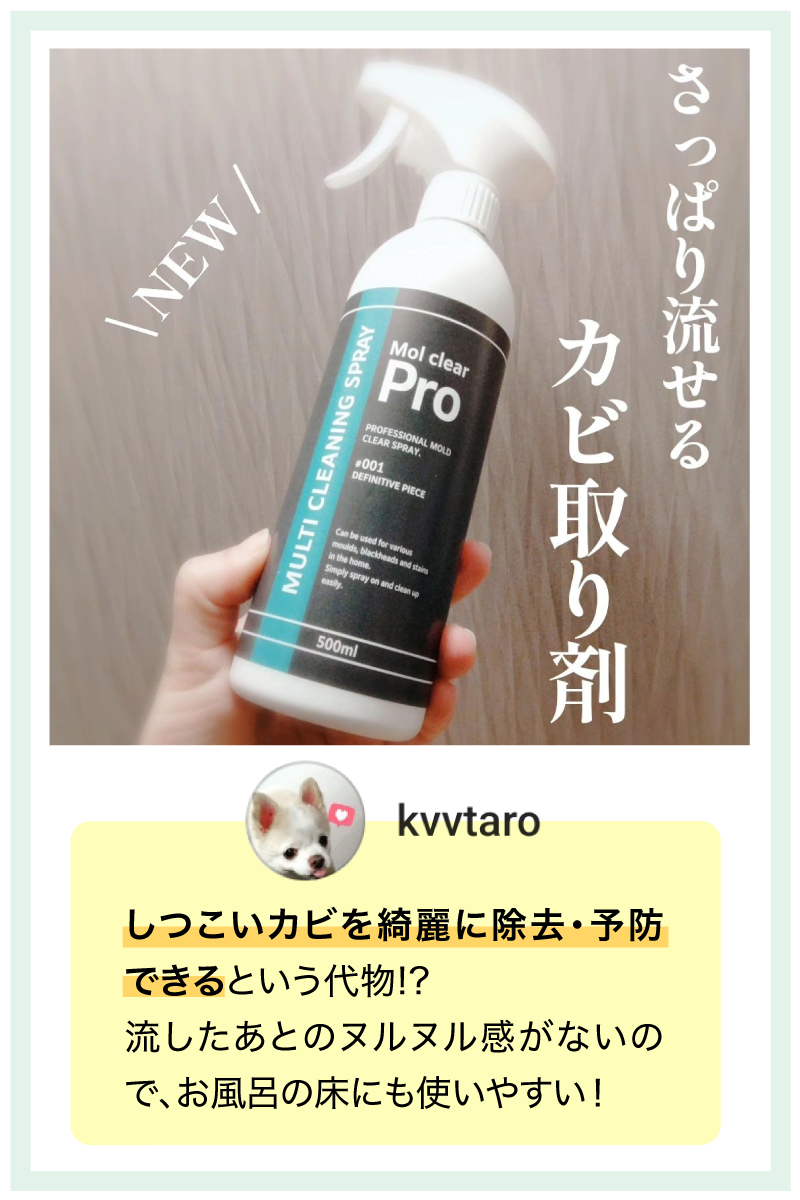 さっぱり流せる
カビ取り剤
\ NEW /
MULTI CLEANING SPRAY
Mol clear
Pro
PROFESSIONAL MOLD
CLEAR SPRAY.
#001
DEFINITIVE PIECE
Can be used for various
moulds, blackheads and stains
in the home.
Simply spray on and clean up
easily.
500ml
kvvtaro
しつこいカビを綺麗に除去・予防
できるという代物!?
流したあとのヌルヌル感がないの
で、お風呂の床にも使いやすい!